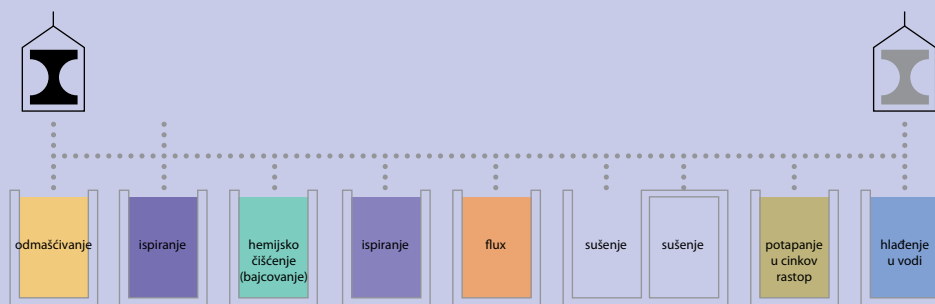 odmašćivanje
ispiranje
hemijsko
čišćenje
(bajcovanje)
ispiranje
flux
sušenje
sušenje
potapanje
u cinkov
rastop
hlađenje
u vodi